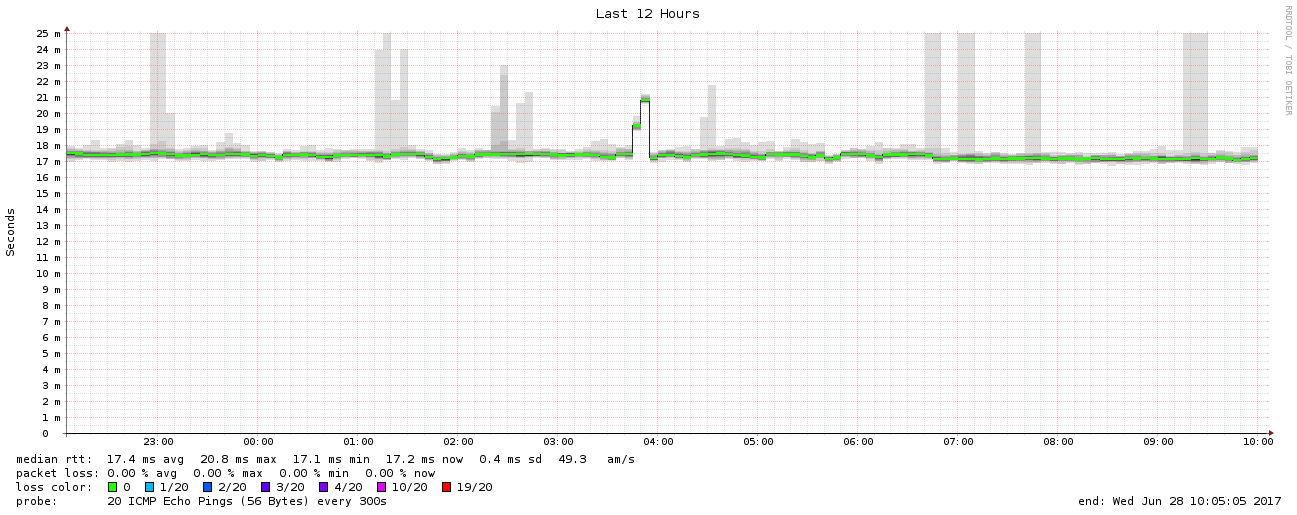 Last 12 Hours
RRDTOOL / TOBI OETIKER
Seconds
25 m
24 m
23 m
22 m
21 m
20 m
19 m
18 m
17 m
16 m
15 m
14 m
13 m
12 m
11 m
10 m
9 m
8 m
7 m
6 m
5 m
4 m
3 m
2 m
1 m
0
23:00 00:00 01:00 02:00 03:00 04:00 05:00 06:00 07:00 08:00 09:00 10:00
median rtt: 17.4 ms avg 20.8 ms max 17.1 ms min 17.2 ms now 0.4 ms sd 49.3 am/s
packet loss: 0.00 % avg 0.00 % max 0.00 % min 0.00 % now
loss color: 0 1/20 2/20 3/20 4/20 10/20 19/20
probe: 20 ICMP Echo Pings (56 Bytes) every 300s end: Wed Jun 28 10:05:05 2017